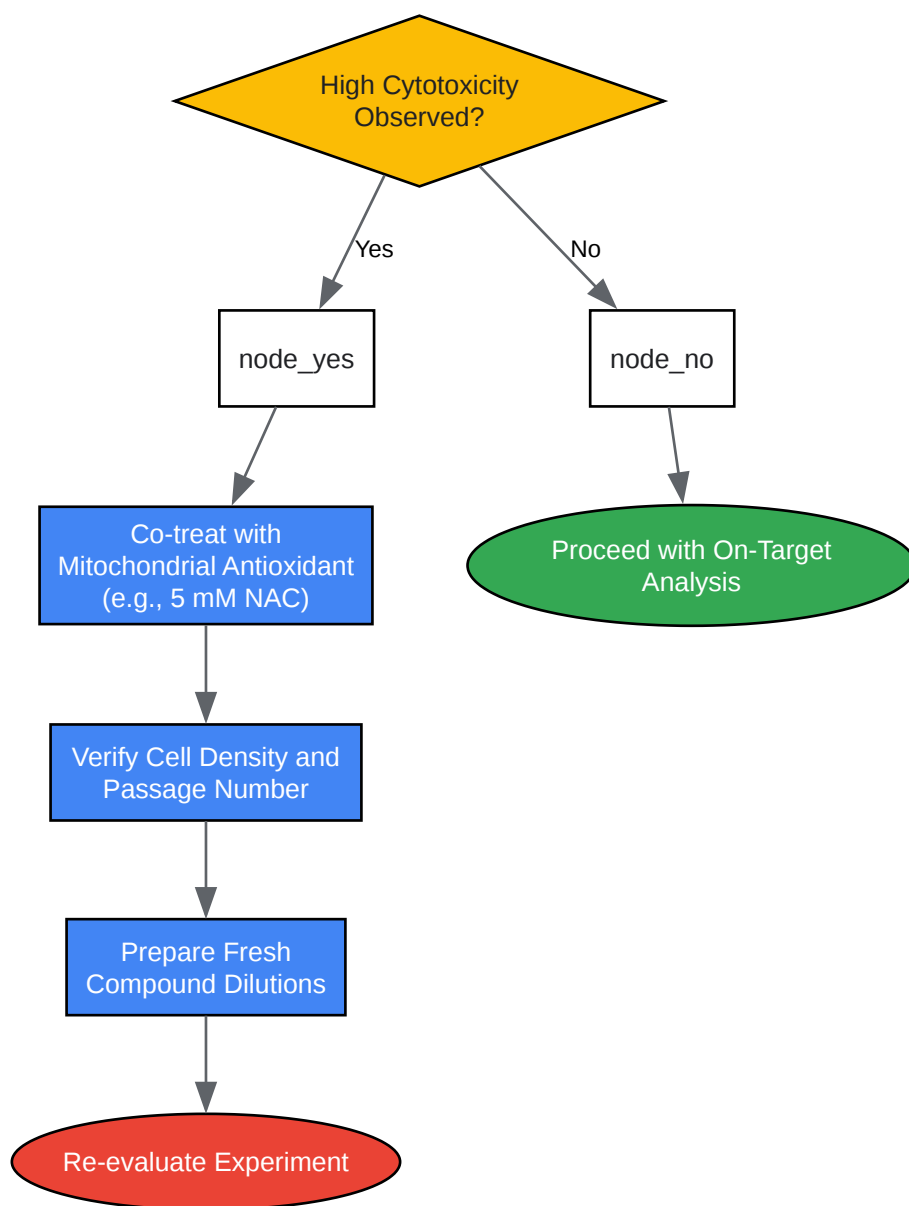 High Cytotoxicity
Observed?
Yes
No
node_yes
node_no
Co-treat with
Mitochondrial Antioxidant
(e.g., 5 mM NAC)
Proceed with On-Target
Analysis
Verify Cell Density and
Passage Number
Prepare Fresh
Compound Dilutions
Re-evaluate Experiment